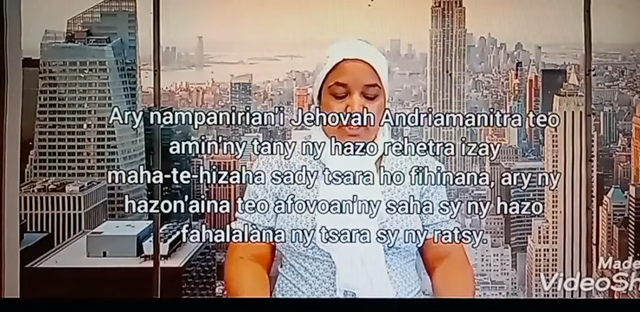 Ary nampanirian'i Jehovah Andriamanitra teo
amin'ny tany ny hazo rehetra izay
maha-te-hizaha sady tsara ho fihinana, ary ny
hazon'aina teo afovoan'ny saha sy ny hazo
fahalalana ny tsara sy ny ratsy.
Made
VideoSh